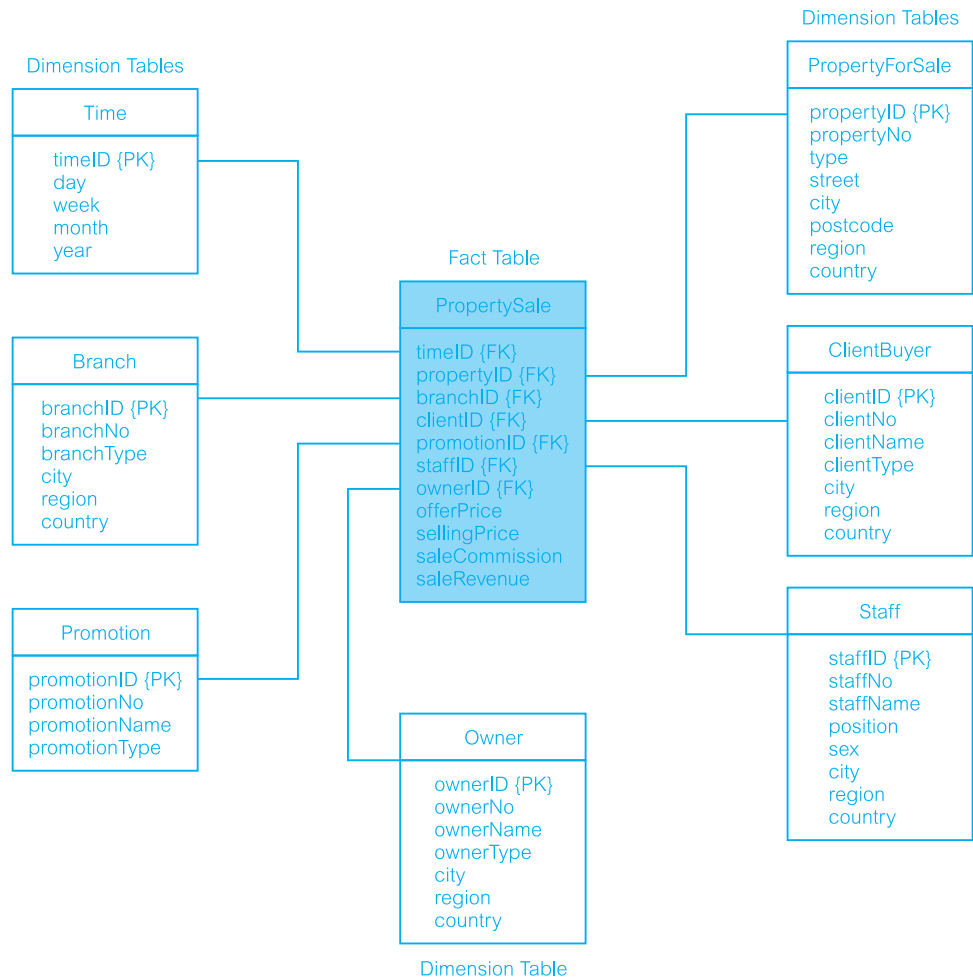 Dimension Tables
Time
timeID {PK}
day
week
month
year
Branch
branchID {PK}
branchNo
branchType
city
region
country
Promotion
promotionID {PK}
promotionNo
promotionName
promotionType
Fact Table
PropertySale
timeID {FK}
propertyID {FK}
branchID {FK}
clientID {FK}
promotionID {FK}
staffID {FK}
ownerID {FK}
offerPrice
sellingPrice
saleCommission
saleRevenue
Owner
ownerID {PK}
ownerNo
ownerName
ownerType
city
region
country
Dimension Table
Dimension Tables
PropertyForSale
propertyID {PK}
propertyNo
type
street
city
postcode
region
country
ClientBuyer
clientID {PK}
clientNo
clientName
clientType
city
region
country
Staff
staffID {PK}
staffNo
staffName
position
sex
city
region
country